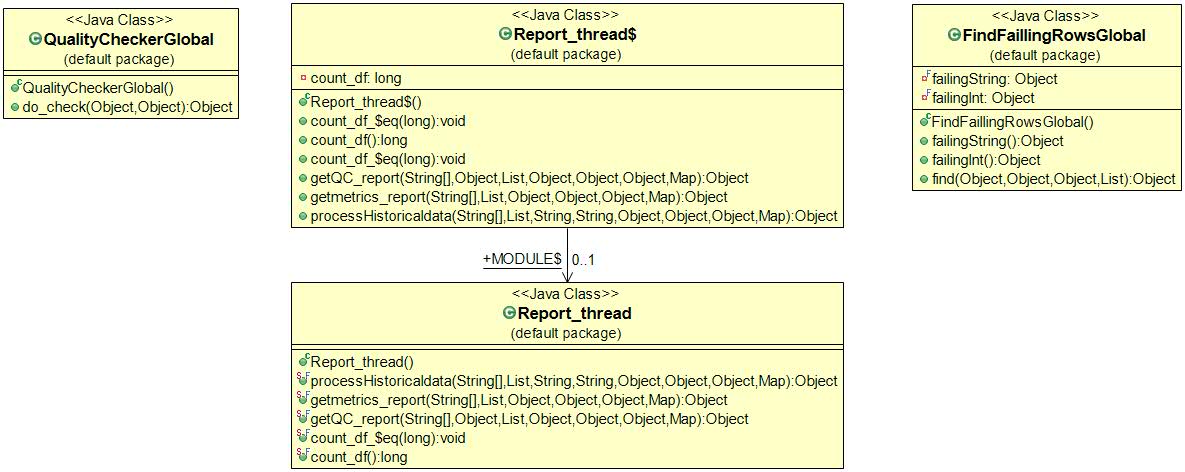 <<Java Class>>
QualityCheckerGlobal
(default package)
QualityCheckerGlobal()
do_check(Object,Object):Object
<<Java Class>>
Report_thread$
(default package)
count_df: long
Report_thread$()
count_df_$eq(long):void
count_df():long
count_df_$eq(long):void
getQC_report(String[],Object,List,Object,Object,Object,Map):Object
getmetrics_report(String[],List,Object,Object,Object,Map):Object
processHistoricaldata(String[],List,String,String,Object,Object,Object,Map):Object
<<Java Class>>
FindFaillingRowsGlobal
(default package)
failingString: Object
failingInt: Object
FindFaillingRowsGlobal()
failingString():Object
failingInt():Object
find(Object,Object,Object,List):Object
+MODULE$ 0..1
<<Java Class>>
Report_thread
(default package)
Report_thread()
processHistoricaldata(String[],List,String,String,Object,Object,Object,Map):Object
getmetrics_report(String[],List,Object,Object,Object,Map):Object
getQC_report(String[],Object,List,Object,Object,Object,Map):Object
count_df_$eq(long):void
count_df():long